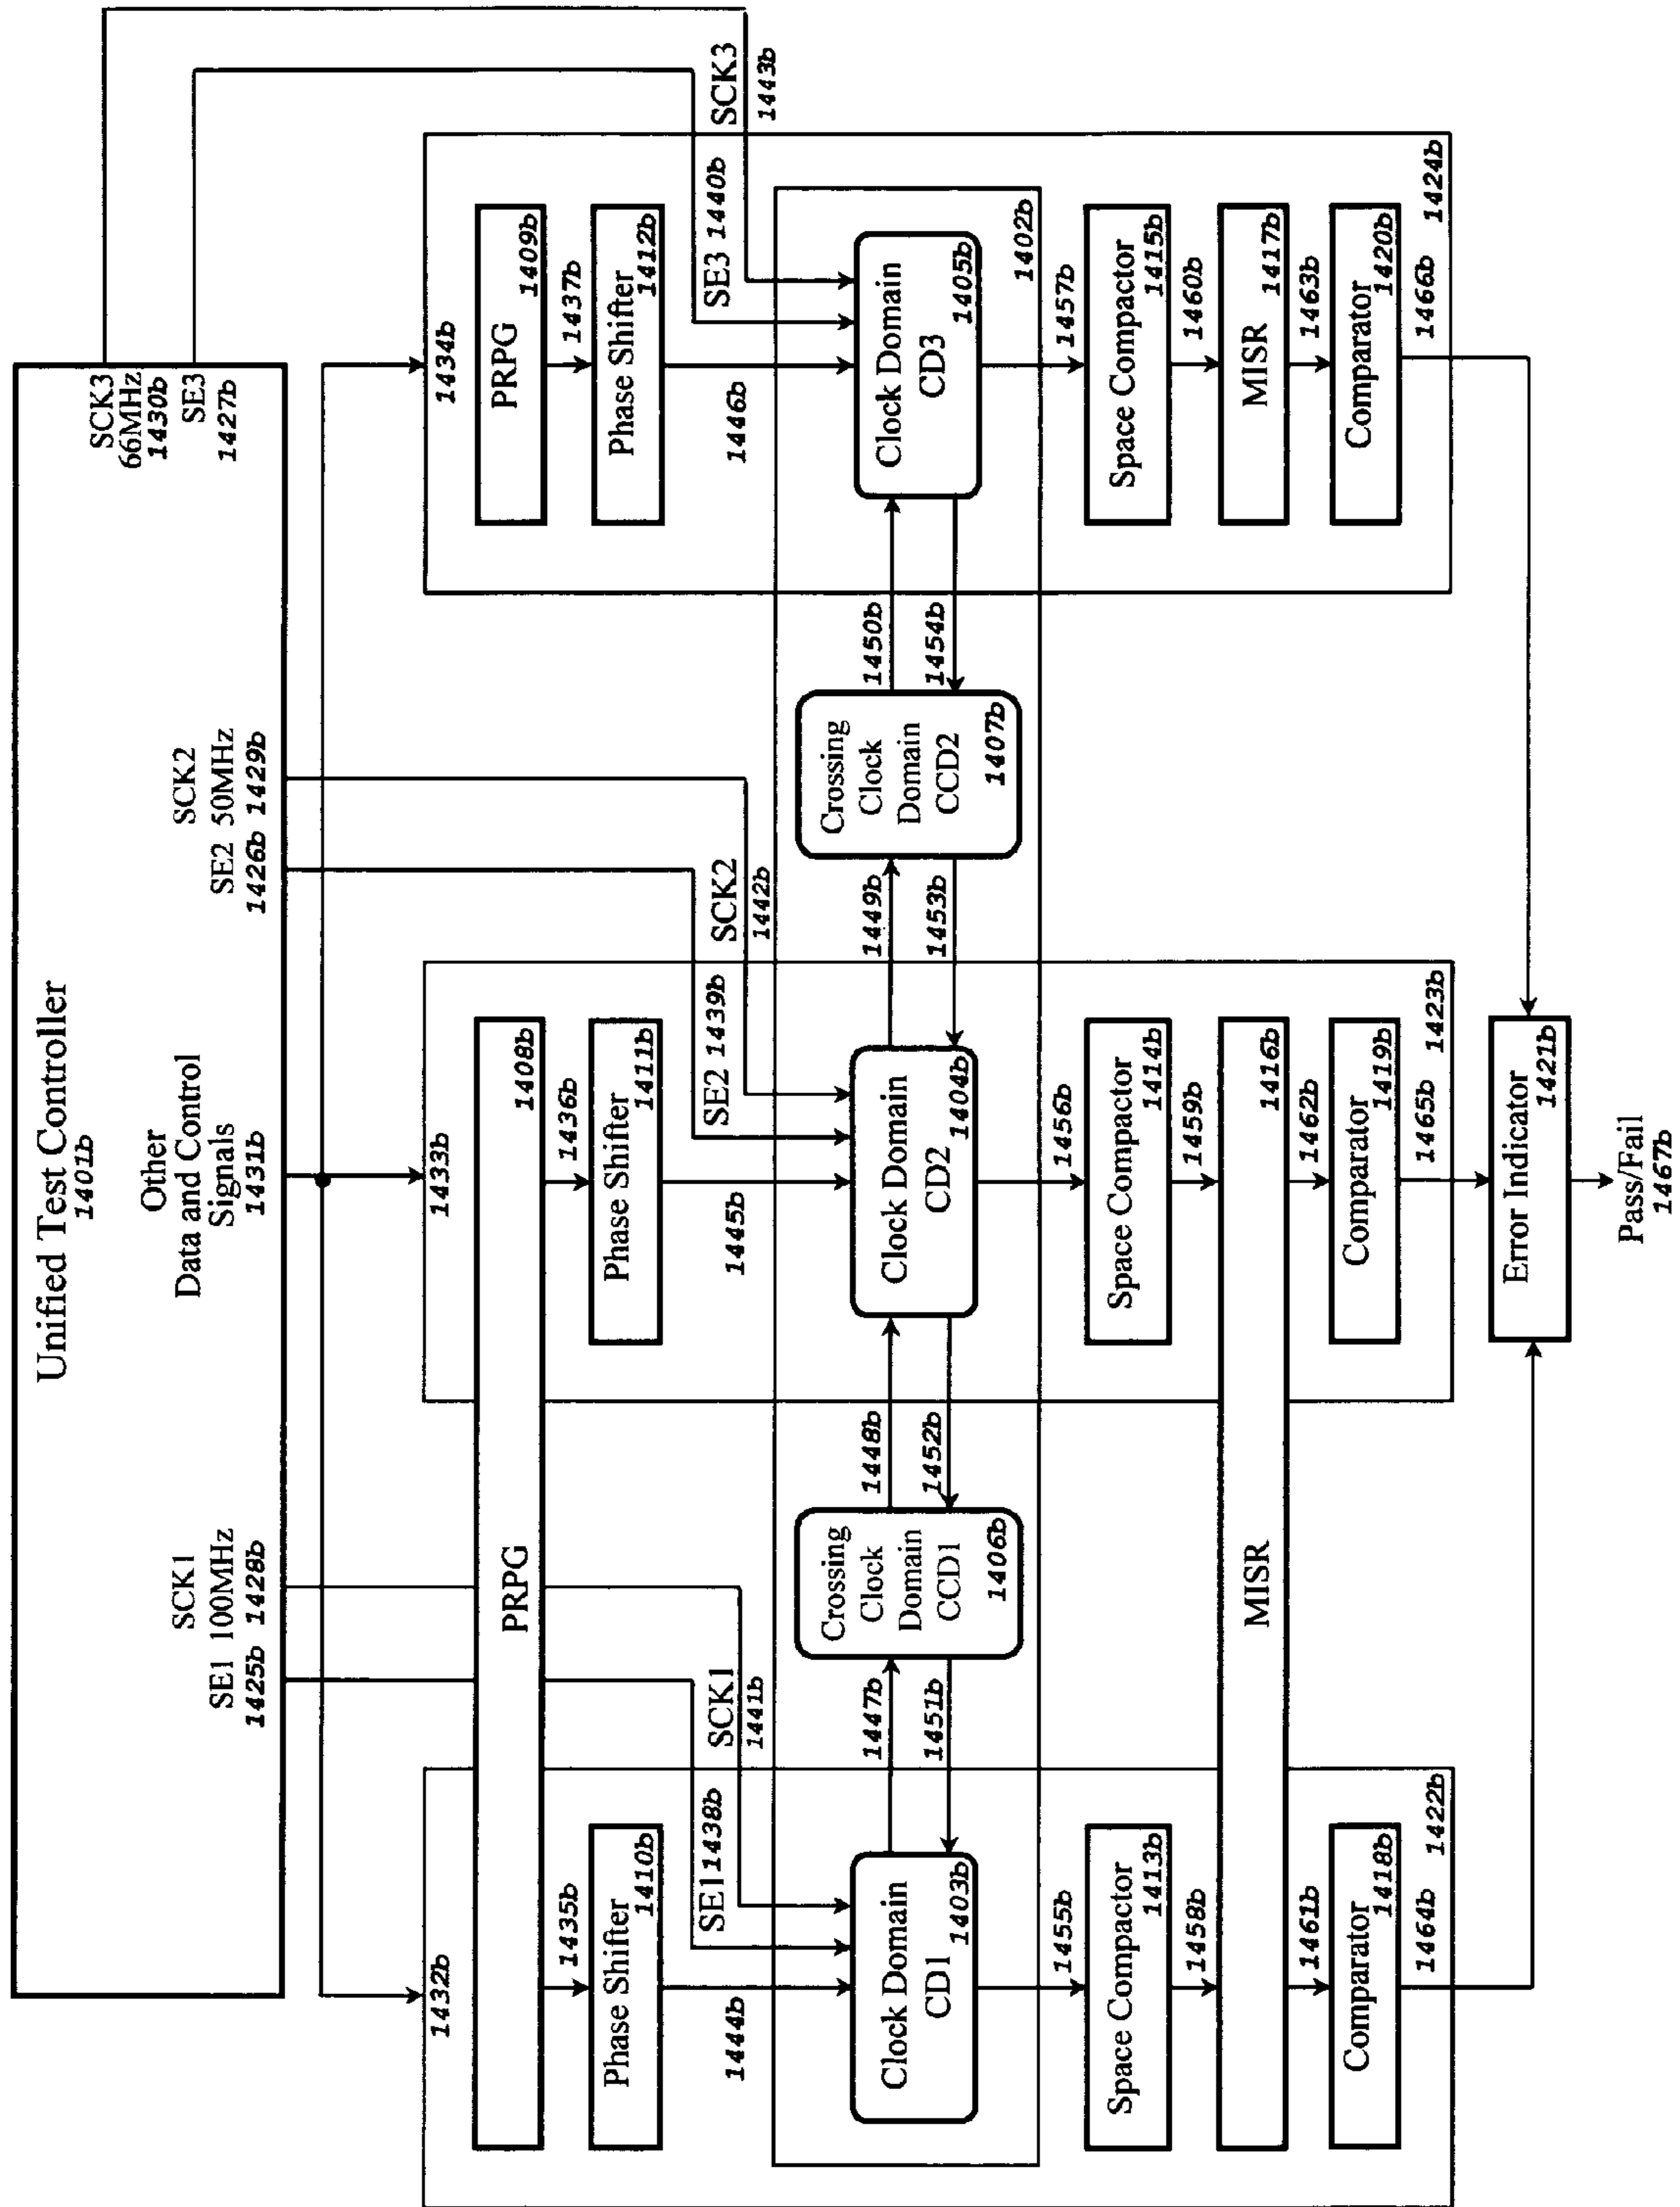 Unified Test Controller
1401b
SCK1
SE1 100MHz
1425b 1428b
Other
Data and Control
Signals
1431b
SCK2
SE2 50MHz
1426b 1429b
SCK3
66MHz
1430b
SE3
1427b
1432b
1433b
1434b
PRPG
1408b
PRPG
1409b
1435b
1436b
1437b
Phase Shifter
1410b
Phase Shifter
1411b
Phase Shifter
1412b
SE1 1438b
SE2 1439b
SE3 1440b
SCK1
1441b
SCK2
1442b
SCK3
1443b
1444b
1445b
1446b
Clock Domain
CD1
1403b
1447b
1451b
Crossing
Clock
Domain
CCD1
1406b
1448b
1452b
Clock Domain
CD2
1404b
1449b
1453b
Crossing
Clock
Domain
CCD2
1407b
1450b
1454b
Clock Domain
CD3
1405b
1402b
1455b
1456b
1457b
Space Compactor
1413b
Space Compactor
1414b
Space Compactor
1415b
1458b
1459b
1460b
MISR
1416b
MISR
1417b
1461b
1462b
1463b
Comparator
1418b
Comparator
1419b
Comparator
1420b
1464b
1422b
1465b
1423b
1466b
1424b
Error Indicator
1421b
Pass/Fail
1467b